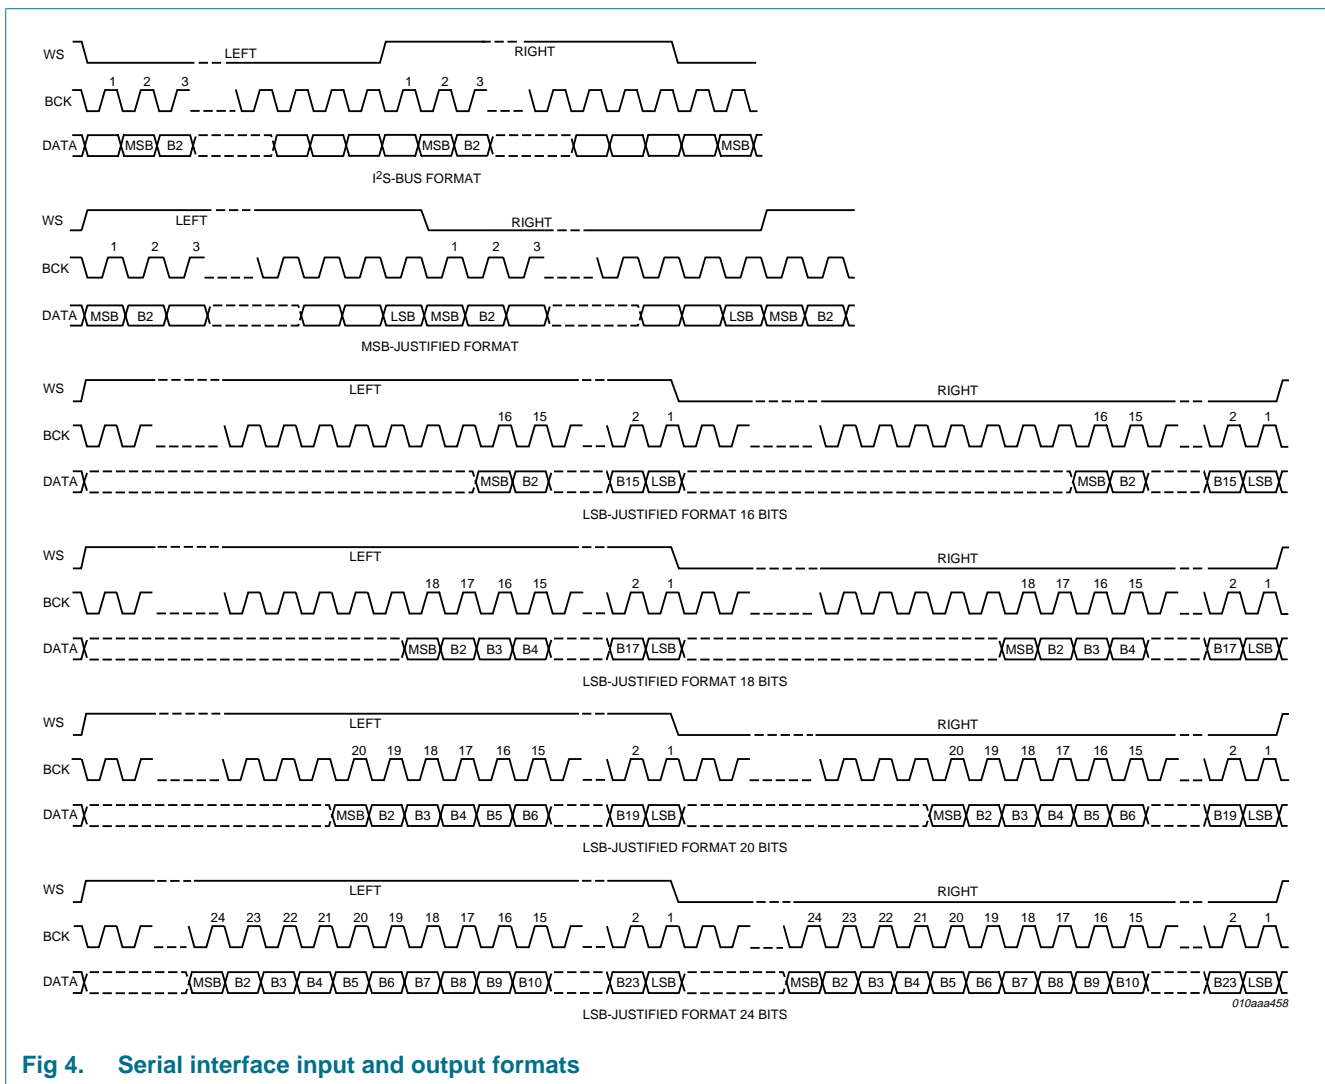 WS LEFT RIGHT
1 2 3 1 2 3
BCK
DATA MSB B2 MSB B2 MSB
I2S-BUS FORMAT
WS LEFT RIGHT
1 2 3 1 2 3
BCK
DATA MSB B2 LSB MSB B2 LSB MSB B2
MSB-JUSTIFIED FORMAT
WS LEFT RIGHT
16 15 2 1 16 15 2 1
BCK
DATA MSB B2 B15 LSB MSB B2 B15 LSB
LSB-JUSTIFIED FORMAT 16 BITS
WS LEFT RIGHT
18 17 16 15 2 1 18 17 16 15 2 1
BCK
DATA MSB B2 B3 B4 B17 LSB MSB B2 B3 B4 B17 LSB
LSB-JUSTIFIED FORMAT 18 BITS
WS LEFT RIGHT
20 19 18 17 16 15 2 1 20 19 18 17 16 15 2 1
BCK
DATA MSB B2 B3 B4 B5 B6 B19 LSB MSB B2 B3 B4 B5 B6 B19 LSB
LSB-JUSTIFIED FORMAT 20 BITS
WS LEFT RIGHT
24 23 22 21 20 19 18 17 16 15 2 1 24 23 22 21 20 19 18 17 16 15 2 1
BCK
DATA MSB B2 B3 B4 B5 B6 B7 B8 B9 B10 B23 LSB MSB B2 B3 B4 B5 B6 B7 B8 B9 B10 B23 LSB
010aaa458
LSB-JUSTIFIED FORMAT 24 BITS
Fig 4. Serial interface input and output formats